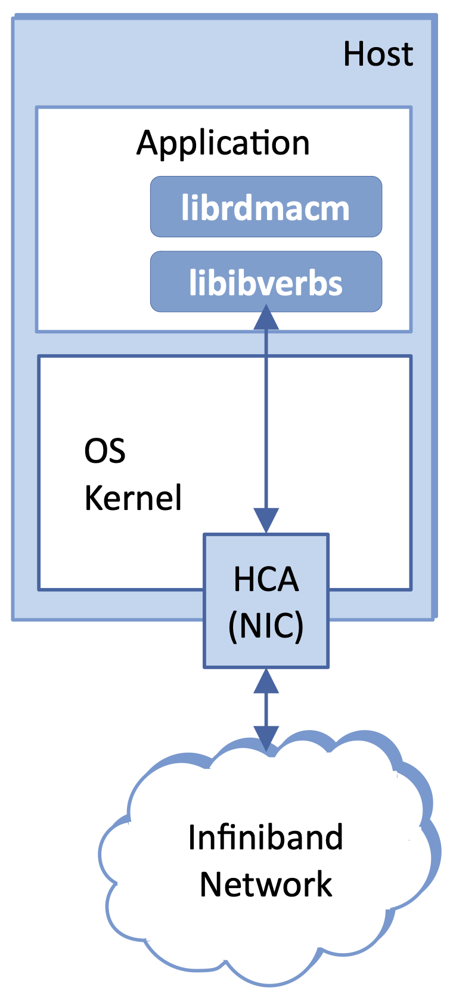 Host
Application
librdmacm
libibverbs
OS
Kernel
HCA
(NIC)
Infiniband
Network